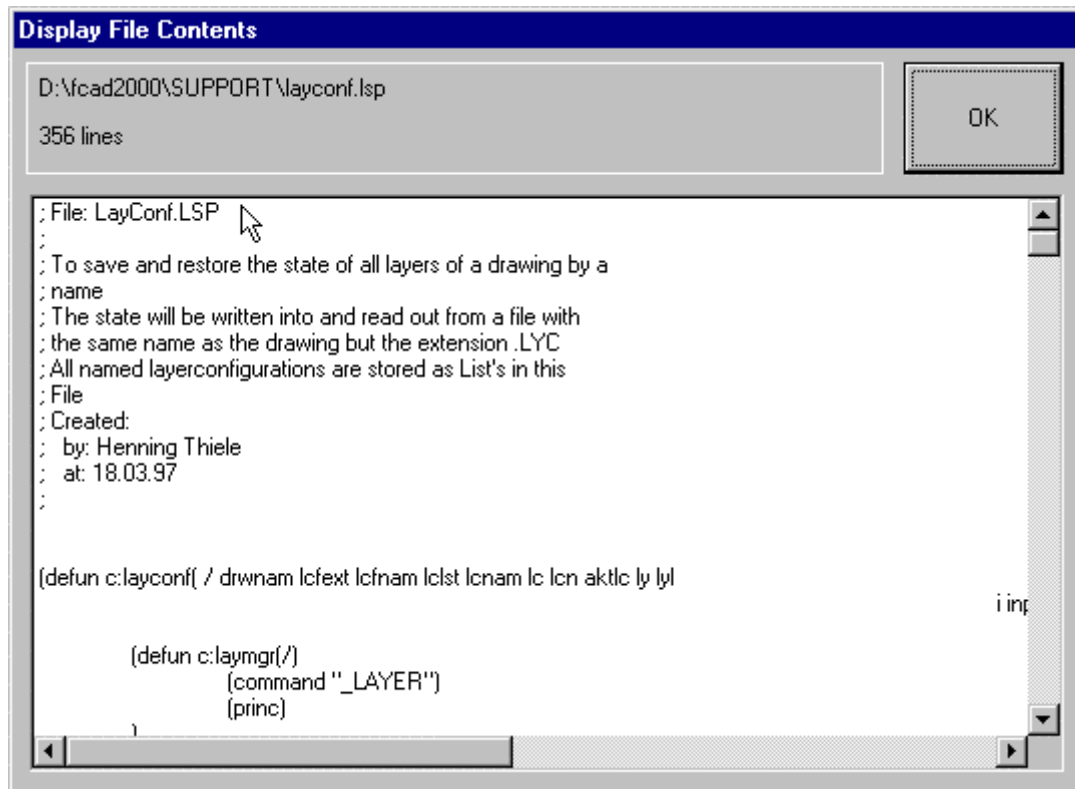 Display File Contents
D:\fcad2000\SUPPORT\layconf.lsp
356 lines
OK
; File: LayConf.LSP
;
; To save and restore the state of all layers of a drawing by a
; name
; The state will be written into and read out from a file with
; the same name as the drawing but the extension .LYC
; All named layerconfigurations are stored as List's in this
; File
; Created:
;   by: Henning Thiele
;   at: 18.03.97
;
(defun c:layconf( / drwnam lcfext lcfnam lclst lcnam lc lcn aktlc ly lyl
i inp
(defun c:laymgr(/)
(command "_LAYER")
(princ)
)